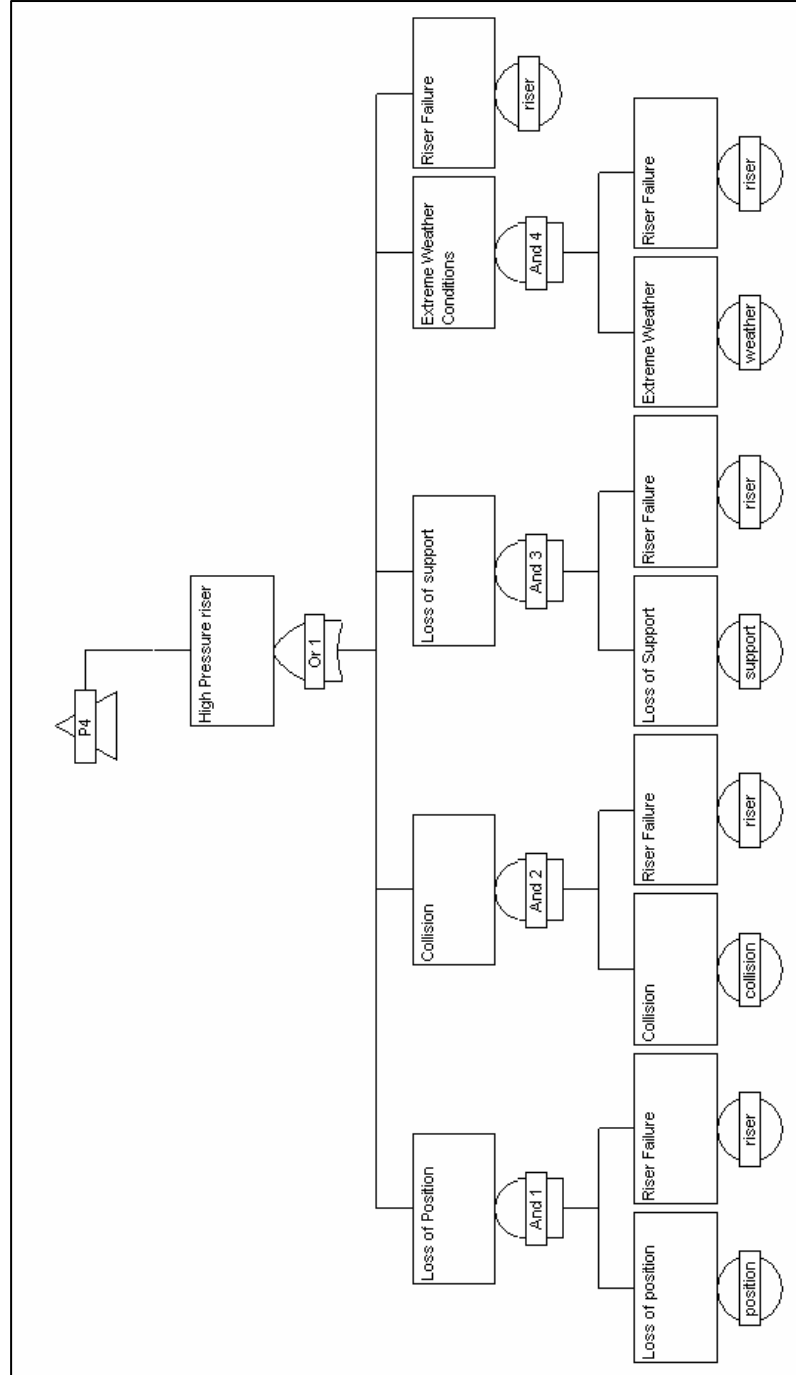 P4
High Pressure riser
Or 1
Loss of Position
And 1
Collision
And 2
Loss of support
And 3
Extreme Weather
Conditions
And 4
Riser Failure
riser
Loss of position
position
Riser Failure
riser
Collision
collision
Riser Failure
riser
Loss of Support
support
Riser Failure
riser
Extreme Weather
weather
Riser Failure
riser